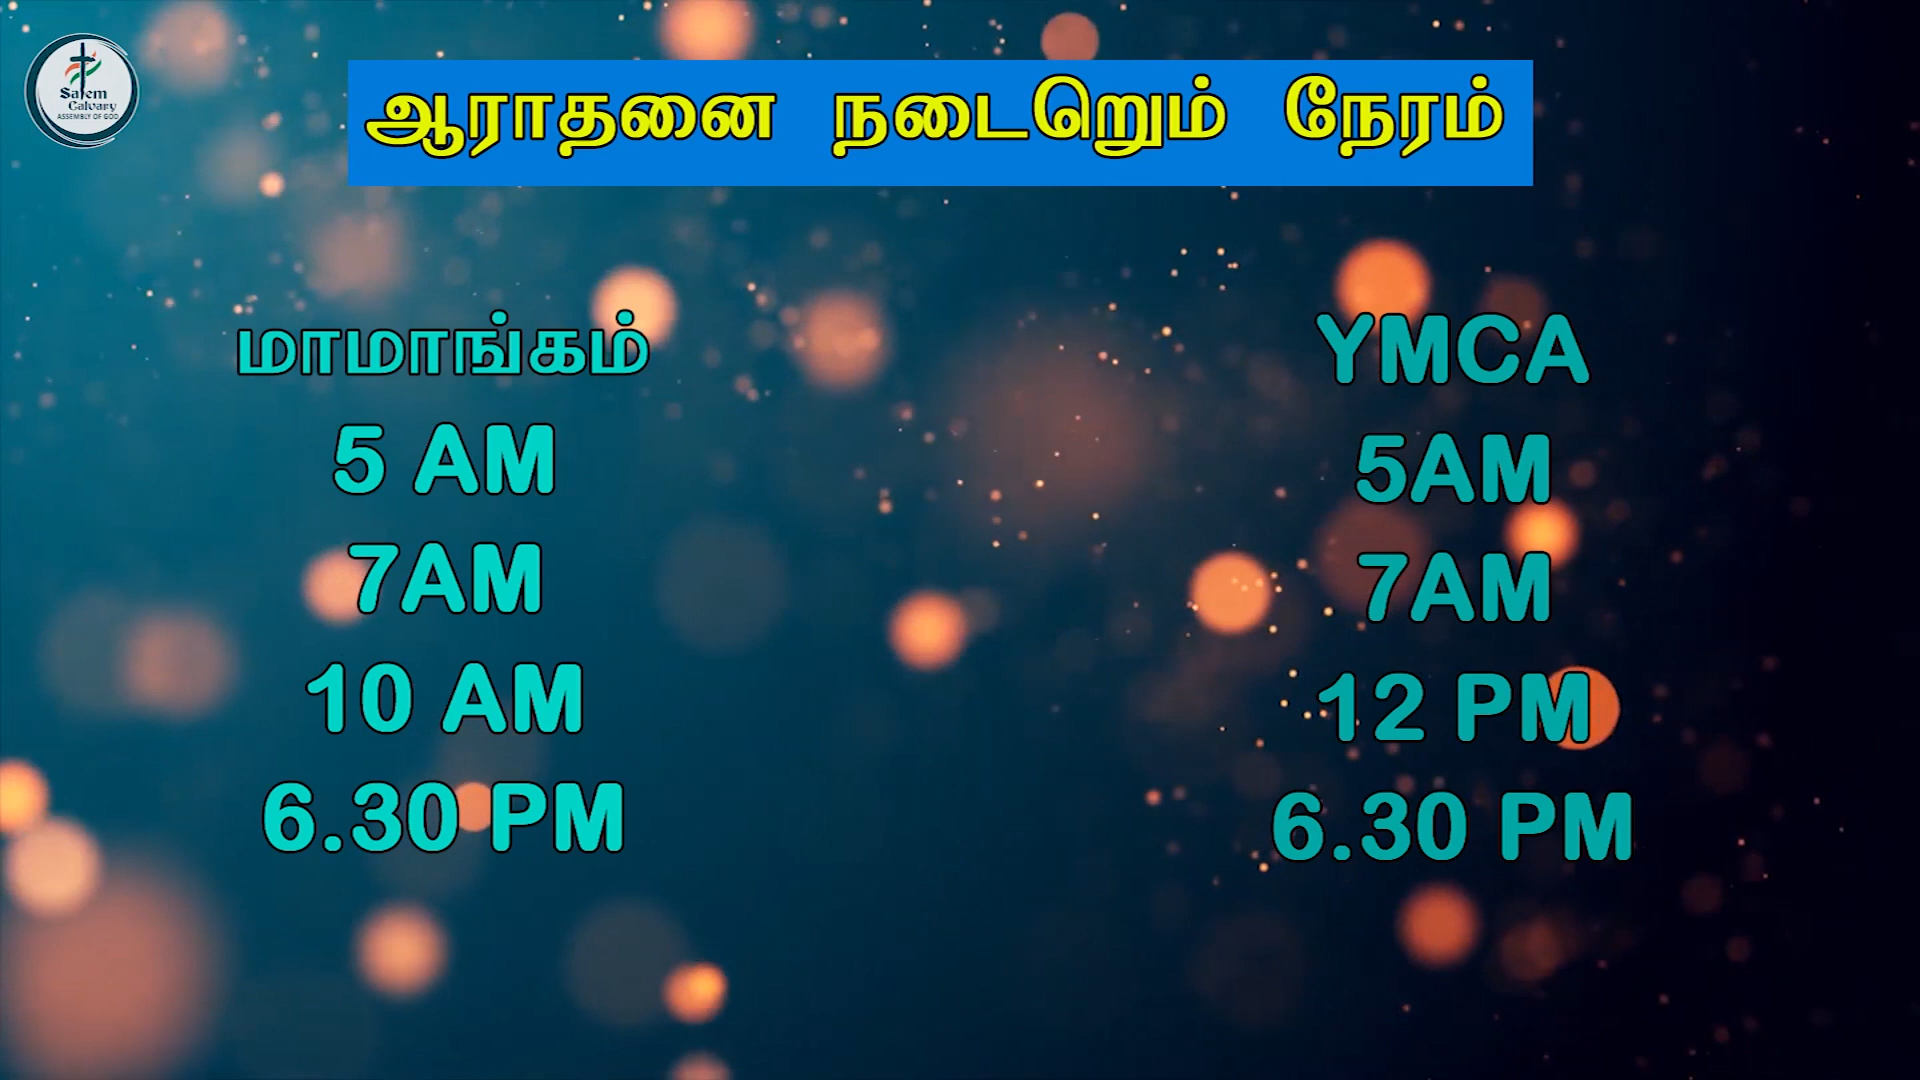 Salem
Calvary
ASSEMBLY OF GOD
ஆராதனை நடைறெும் நேரம்
மாமாங்கம்
5 AM
7AM
10 AM
6.30 PM
YMCA
5AM
7AM
12 PM
6.30 PM